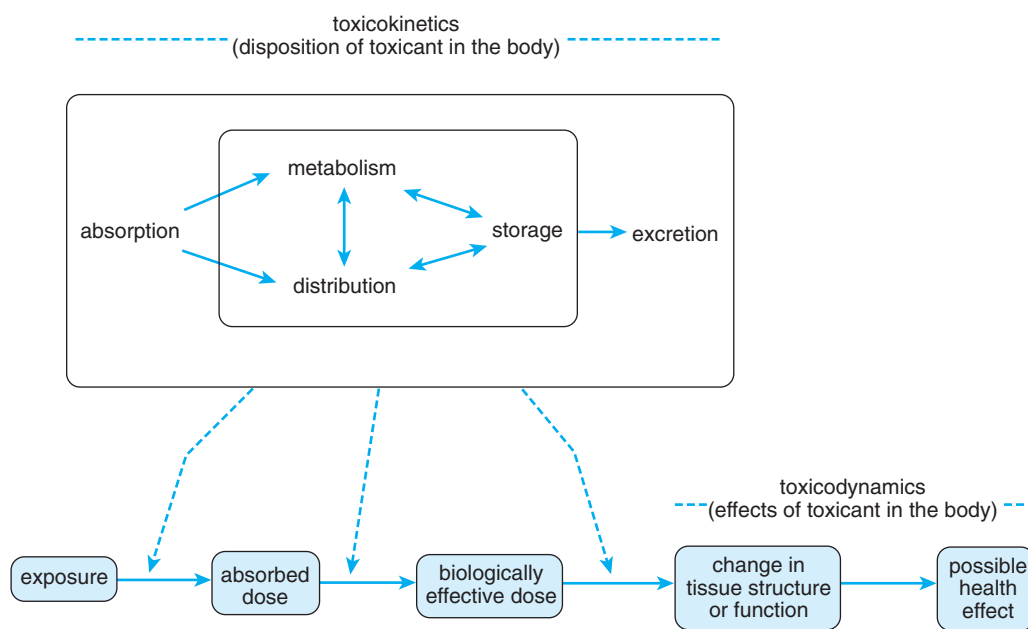 toxicokinetics
(disposition of toxicant in the body)
metabolism
absorption
storage
excretion
distribution
toxicodynamics
(effects of toxicant in the body)
exposure
absorbed
dose
biologically
effective dose
change in
tissue structure
or function
possible
health
effect